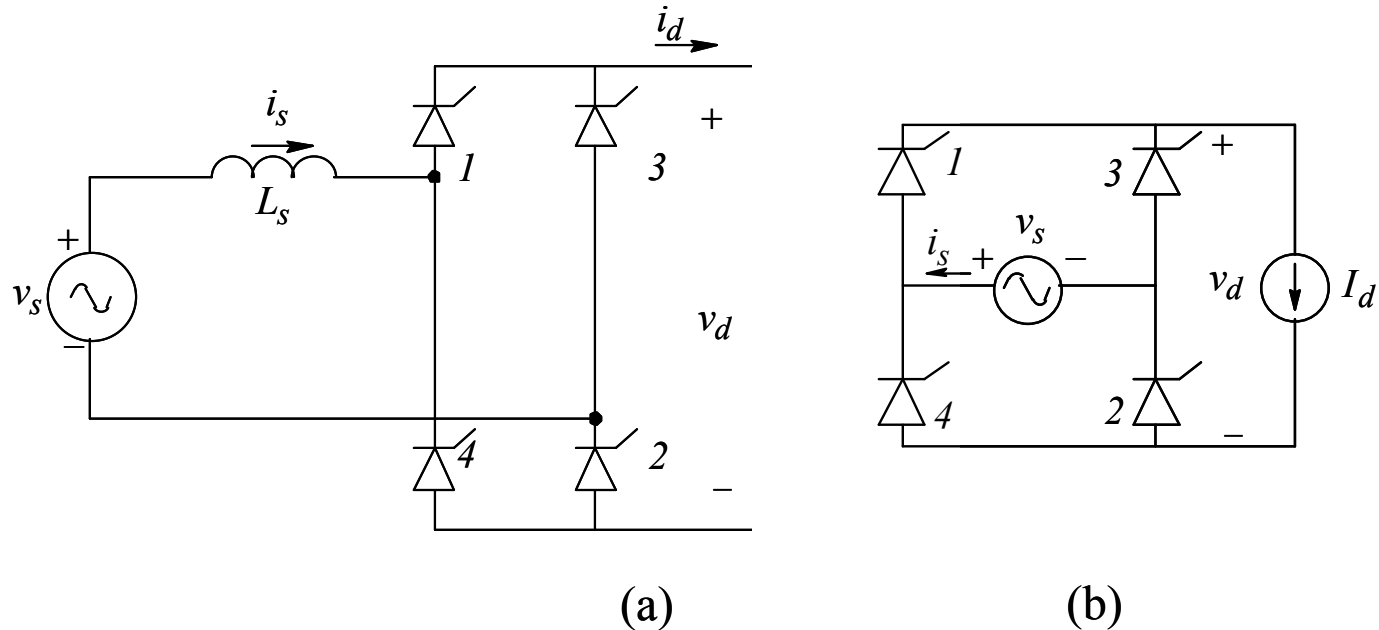 i_d
+
i_s
1
3
L_s
+
v_s
−
v_d
4
2
−
(a)
1
3
+
v_s
i_s
+
−
v_d
I_d
4
2
−
(b)